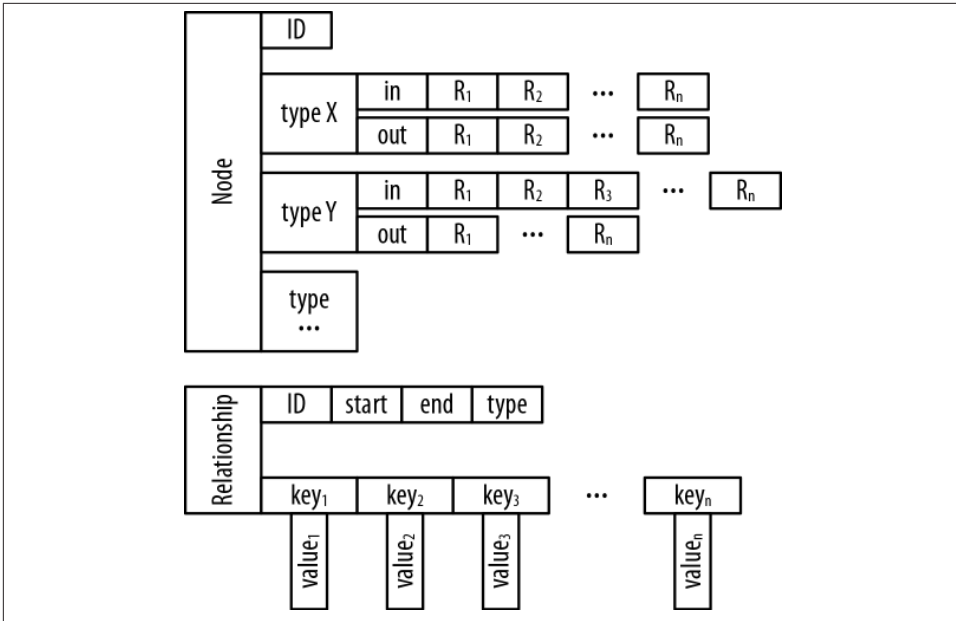 Node
ID
type X
in R₁ R₂ ... Rₙ
out R₁ R₂ ... Rₙ
type Y
in R₁ R₂ R₃ ... Rₙ
out R₁ ... Rₙ
type
...
Relationship
ID start end type
key₁ key₂ key₃ ... keyₙ
value₁ value₂ value₃ valueₙ